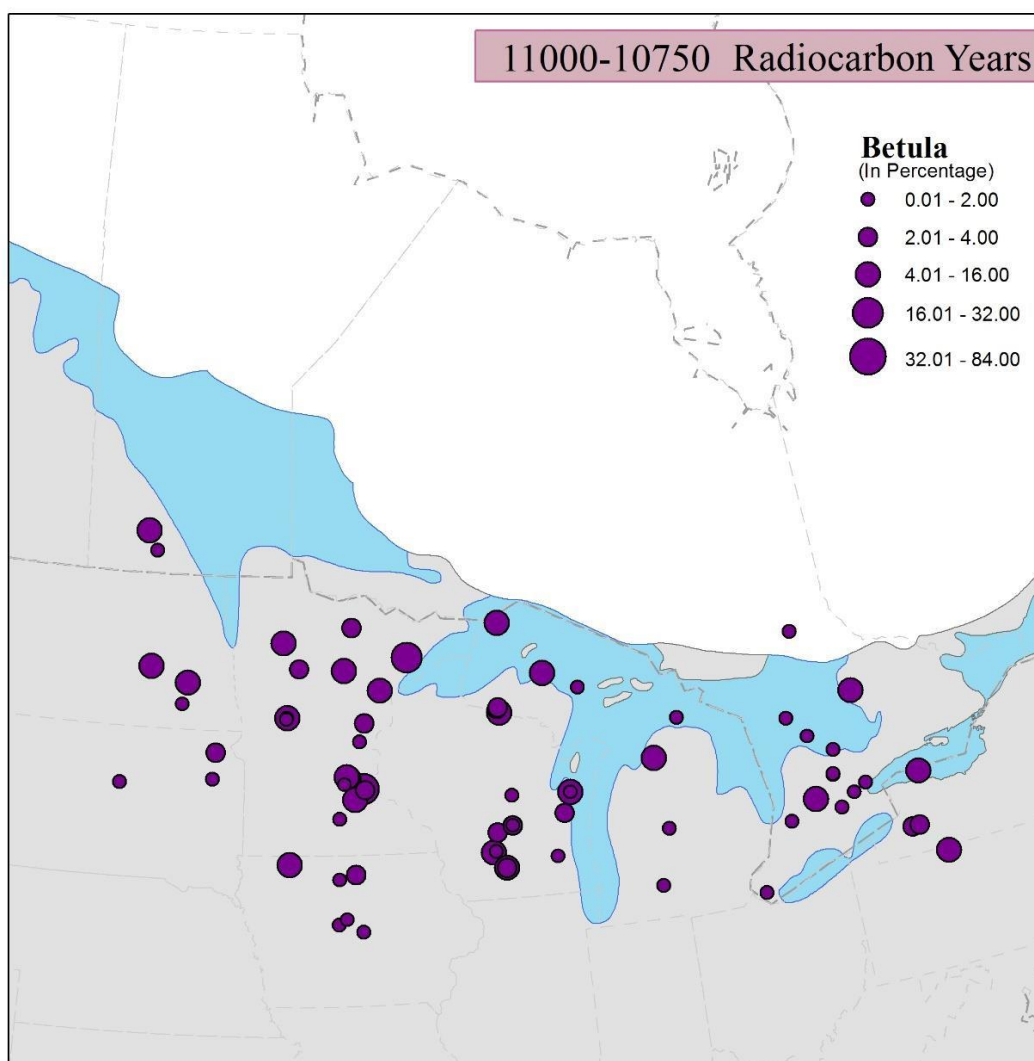 11000-10750 Radiocarbon Years
Betula
(In Percentage)
0.01 - 2.00
2.01 - 4.00
4.01 - 16.00
16.01 - 32.00
32.01 - 84.00